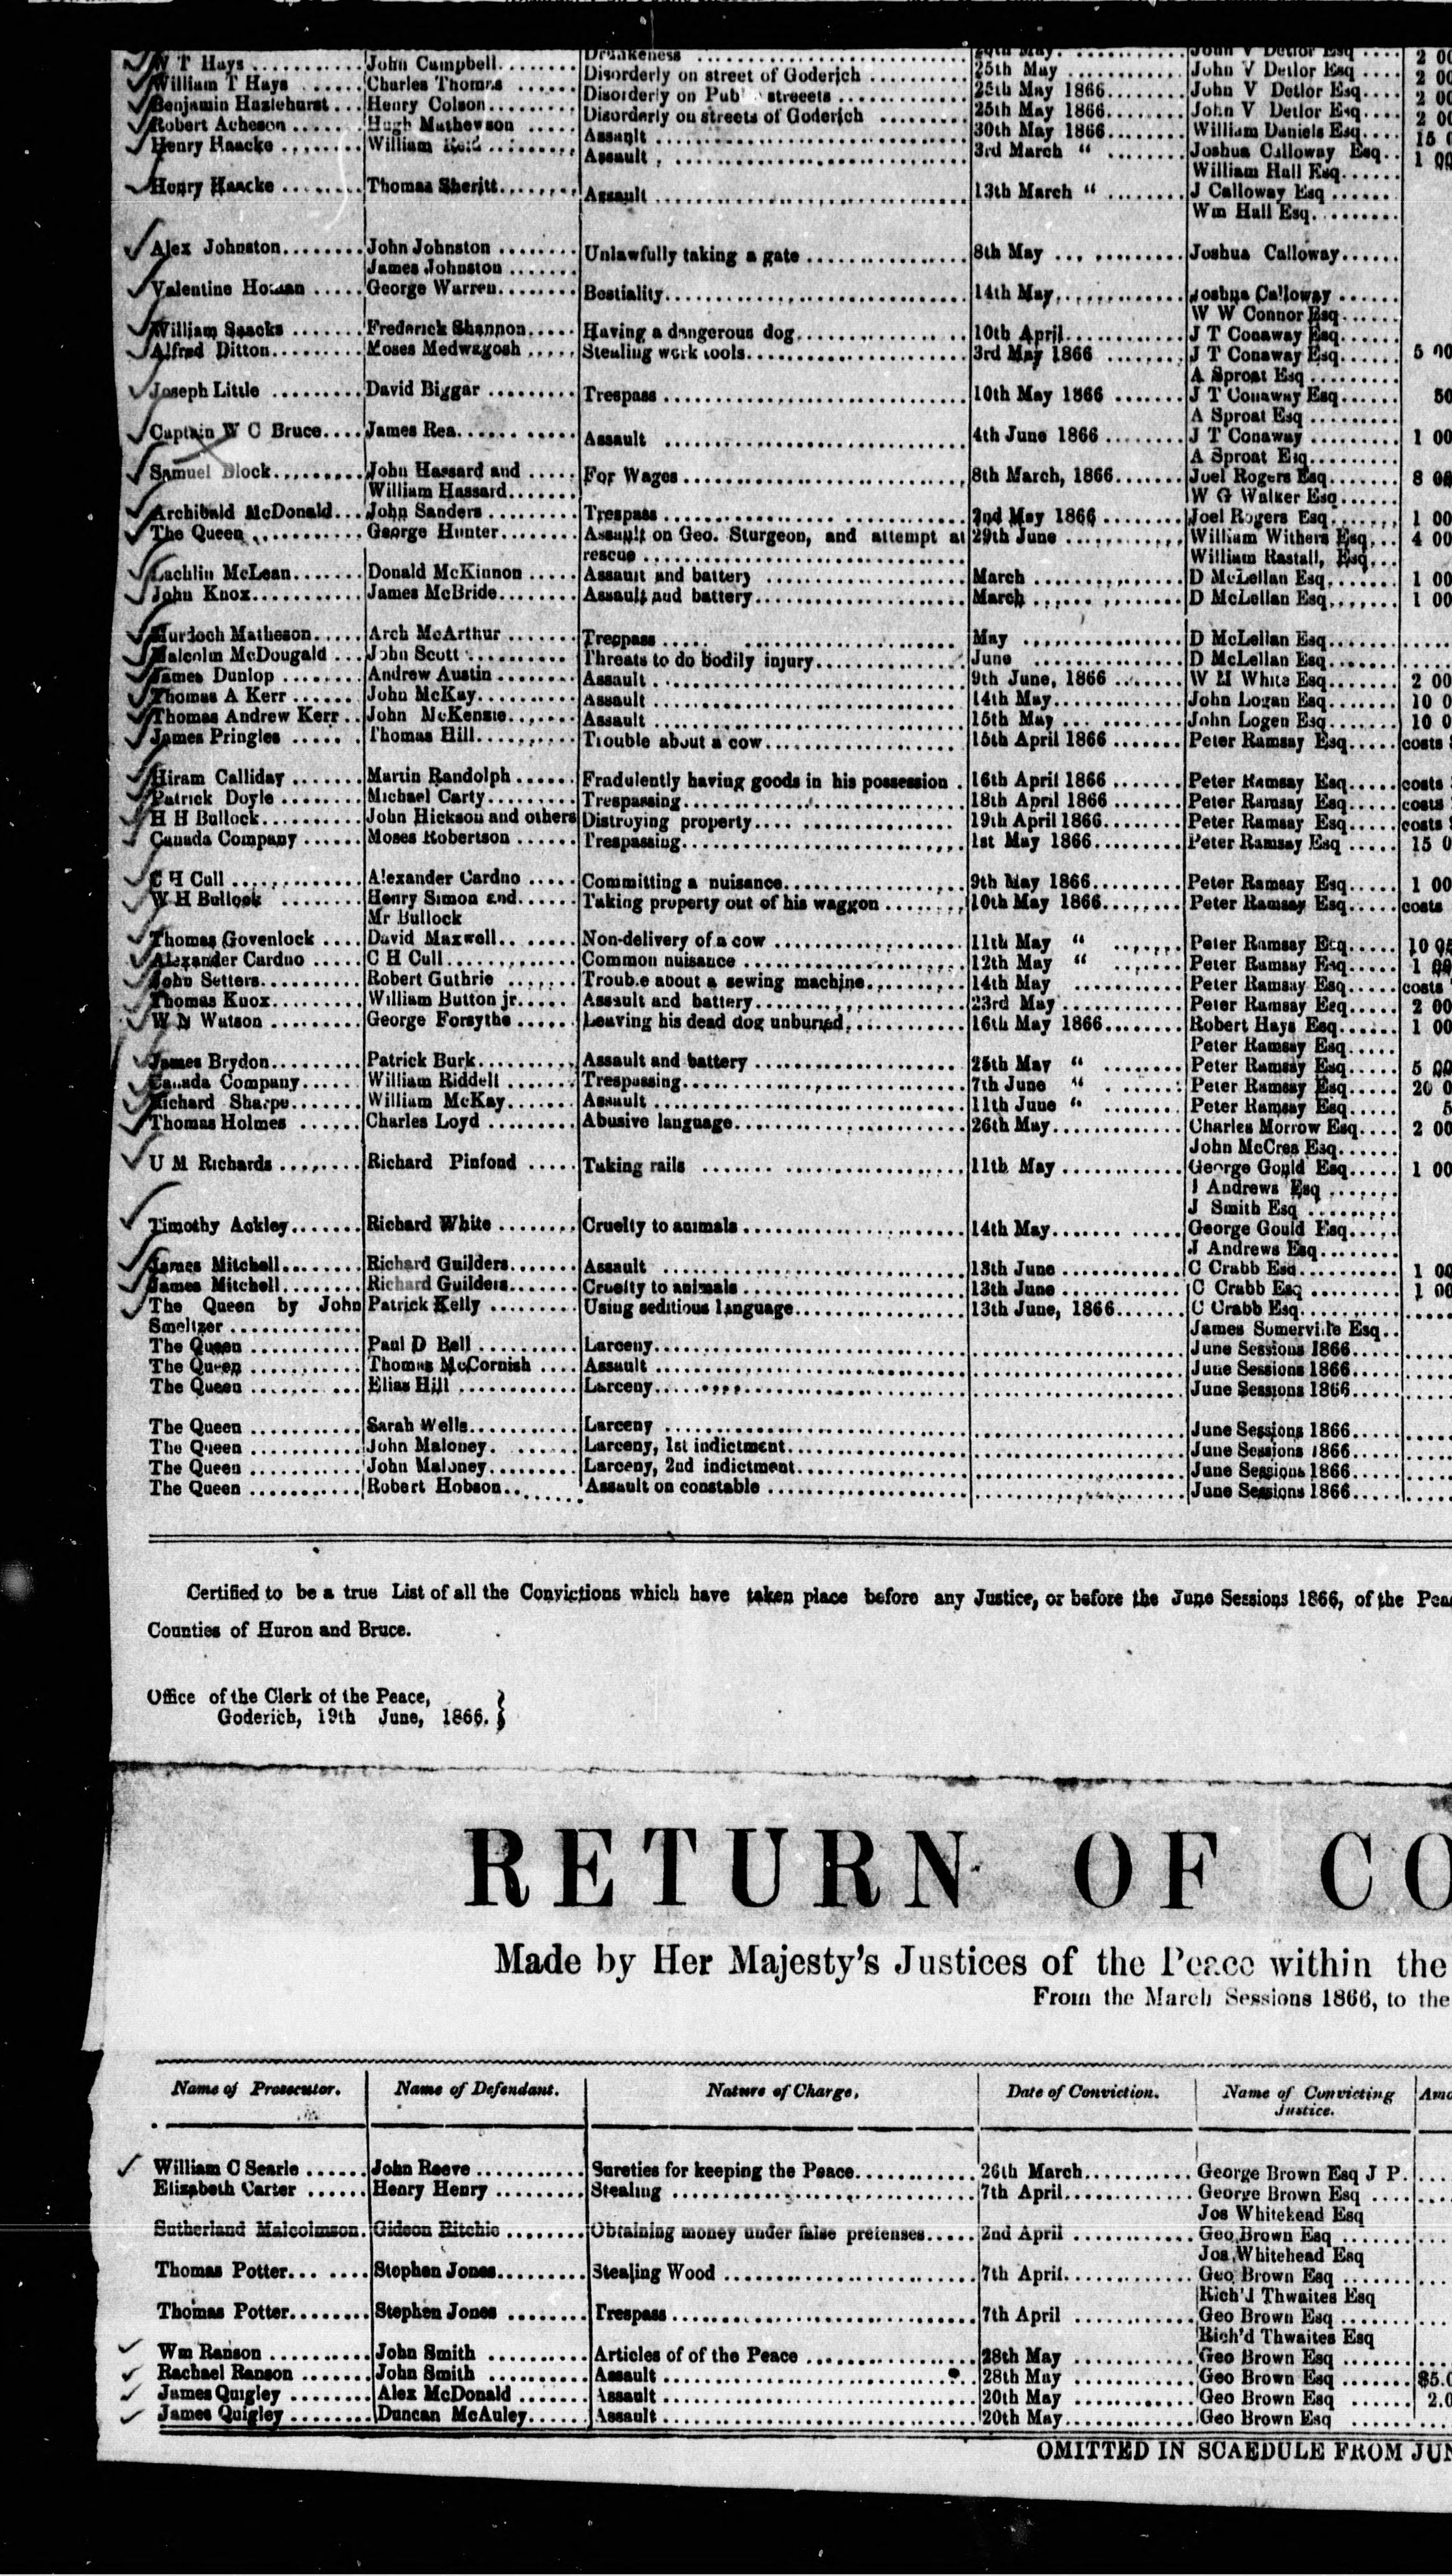 Drunkeness 20th May John V Detlor Esq 2 00
W T Hays John Campbell Disorderly on street of Goderich 25th May John V Detlor Esq 2 00
William T Hays Charles Thomas Disorderly on Pub streeets 25th May 1866 John V Detlor Esq 2 00
Benjamin Hazlehurst Henry Colson Disorderly on streets of Goderich 25th May 1866 John V Detlor Esq 2 00
Robert Acheson Hugh Mathewson Assault 30th May 1866 William Daniels Esq 15
Henry Haacke William Reid Assault 3rd March “ Joshua Calloway Esq 1 00
William Hall Esq
Henry Haacke Thomas Sheritt Assault 13th March “ J Calloway Esq
Wm Hall Esq
Alex Johnston John Johnston Unlawfully taking a gate 8th May Joshua Calloway
James Johnston
Valentine George Warren Bestiality 14th May Joshua Calloway
W W Connor Esq
William Saacks Frederick Shannon Having a dangerous dog 10th April J T Conaway Esq
Alfred Ditton Moses Medwagosh Stealing work tools 3rd May 1866 J T Conaway Esq 5 00
A Sproat Esq
Joseph Little David Biggar Trespass 10th May 1866 J T Conaway Esq 50
A Sproat Esq
Captain W C Bruce James Rea Assault 4th June 1866 J T Conaway 1 00
A Sproat Esq
Samuel Block John Hassard and For Wages 8th March, 1866 Joel Rogers Esq 8 00
William Hassard W G Walker Esq
Archibald McDonald John Sanders Trespass 2nd May 1866 Joel Rogers Esq 1 00
The Queen George Hunter Assault on Geo. Sturgeon, and attempt at 29th June William Withers Esq 4 00
rescue William Rastall, Esq
Lachlin McLean Donald McKinnon Assault and battery March D McLellan Esq 1 00
John Knox James McBride Assault and battery March D McLellan Esq 1 00
Murdoch Matheson Arch McArthur Trespass May D McLellan Esq
Malcolm McDougald John Scott Threats to do bodily injury June D McLellan Esq
James Dunlop Andrew Austin Assault 9th June, 1866 W M White Esq 2 00
Thomas A Kerr John McKay Assault 14th May John Logan Esq 10 0
Thomas Andrew Kerr John McKenzie Assault 15th May John Logen Esq 10 0
James Pringles Thomas Hill Trouble about a cow 15th April 1866 Peter Ramsay Esq costs
Hiram Calliday Martin Randolph Fradulently having goods in his possession 16th April 1866 Peter Ramsay Esq costs
Patrick Doyle Michael Carty Trespassing 18th April 1866 Peter Ramsay Esq costs
H H Bullock John Hickson and others Distroying property 19th April 1866 Peter Ramsay Esq costs
Canada Company Moses Robertson Trespassing 1st May 1866 Peter Ramsay Esq 15 0
C H Cull Alexander Cardno Committing a nuisance 9th May 1866 Peter Ramsay Esq 1 00
W H Bullock Henry Simon and Taking property out of his waggon 10th May 1866 Peter Ramsay Esq costs
Mr Bullock
Thomas Govenlock David Maxwell Non-delivery of a cow 11th May “ Peter Ramsay Esq 10
Alexander Carduo C H Cull Common nuisance 12th May “ Peter Ramsay Esq 1 00
John Setters Robert Guthrie Trouble about a sewing machine 14th May Peter Ramsay Esq costs
Thomas Knox William Button jr Assault and battery 23rd May Peter Ramsay Esq 2 00
W N Watson George Forsythe Leaving his dead dog unburied 16th May 1866 Robert Hays Esq 1 00
Peter Ramsay Esq
James Brydon Patrick Burk Assault and battery 25th May “ Peter Ramsay Esq 5 00
Canada Company William Riddell Trespassing 7th June “ Peter Ramsay Esq 20 0
Richard Sharpe William McKay Assault 11th June “ Peter Ramsay Esq 5
Thomas Holmes Charles Loyd Abusive language 26th May Charles Morrow Esq 2 00
John McCrea Esq
U M Richards Richard Pinfond Taking rails 11th May George Gould Esq 1 00
J Andrews Esq
J Smith Esq
Timothy Ackley Richard White Cruelty to animals 14th May George Gould Esq
J Andrews Esq
James Mitchell Richard Guilders Assault 13th June C Crabb Esq 1 00
James Mitchell Richard Guilders Cruelty to animals 13th June C Crabb Esq 1 00
The Queen by John Patrick Kelly Using seditious language 13th June, 1866 C Crabb Esq
Smeltzer James Somerville Esq
The Queen Paul D Bell Larceny June Sessions 1866
The Queen Thomas McCornish Assault June Sessions 1866
The Queen Elias Hill Larceny June Sessions 1866
The Queen Sarah Wells Larceny June Sessions 1866
The Queen John Maloney Larceny, 1st indictment June Sessions 1866
The Queen John Maloney Larceny, 2nd indictment June Sessions 1866
The Queen Robert Hobson Assault on constable June Sessions 1866
Certified to be a true List of all the Convictions which have taken place before any Justice, or before the June Sessions 1866, of the Pea
Counties of Huron and Bruce.
Office of the Clerk of the Peace,
Goderich, 19th June, 1866. }
RETURN OF CO
Made by Her Majesty's Justices of the Peace within the
From the March Sessions 1866, to the
Name of Prosecutor. Name of Defendant. Nature of Charge, Date of Conviction. Name of Convicting Amo
Justice.
William C Searle John Reeve Sureties for keeping the Peace 26th March George Brown Esq J P.
Elizabeth Carter Henry Henry Stealing 7th April George Brown Esq
Jos Whitehead Esq
Sutherland Malcolmson Gideon Ritchie Obtaining money under false pretenses 2nd April Geo Brown Esq
Jos Whitehead Esq
Thomas Potter Stephen Jones Stealing Wood 7th April Geo Brown Esq
Rich'd Thwaites Esq
Thomas Potter Stephen Jones Trespass 7th April Geo Brown Esq
Rich'd Thwaites Esq
Wm Ranson John Smith Articles of of the Peace 28th May Geo Brown Esq
Rachael Ranson John Smith Assault 28th May Geo Brown Esq $5.0
James Quigley Alex McDonald Assault 20th May Geo Brown Esq 2.0
James Quigley Duncan McAuley Assault 20th May Geo Brown Esq
OMITTED IN SCAEDULE FROM JUN